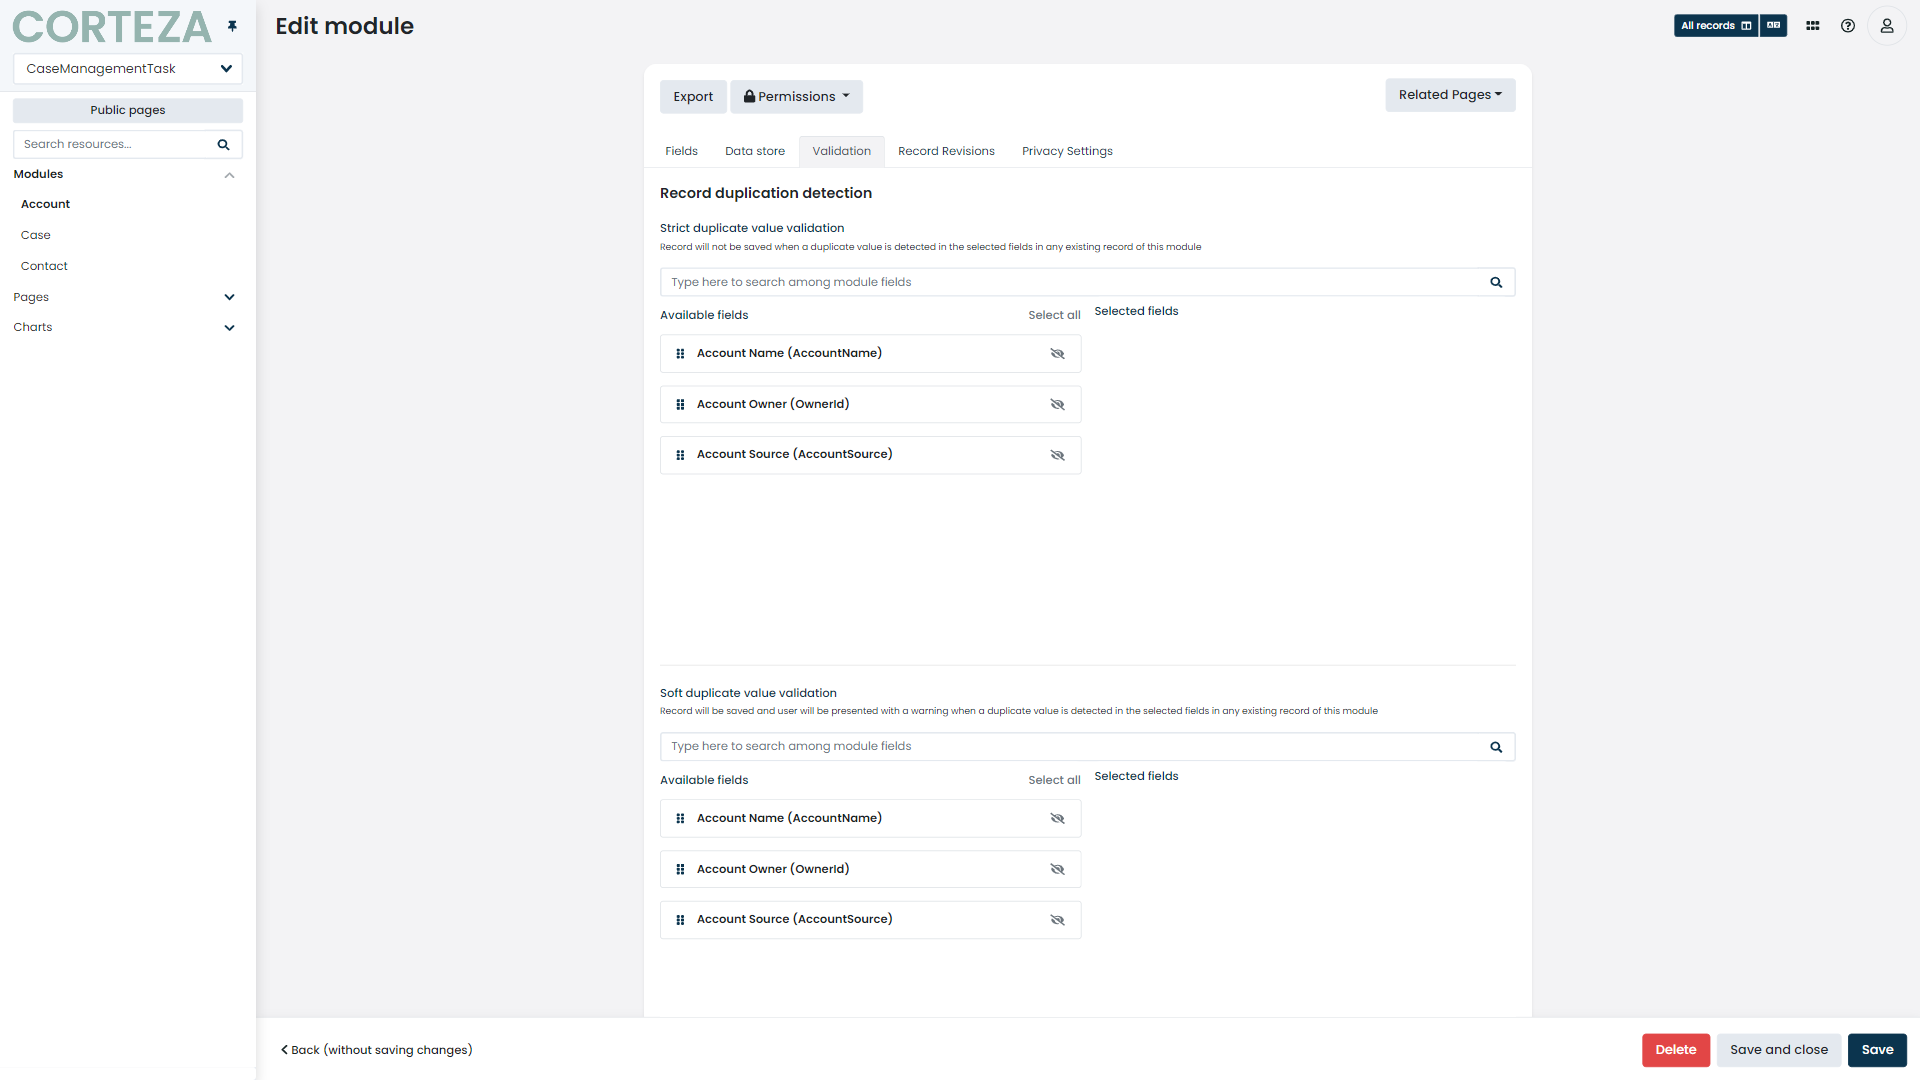 CORTEZA
Edit module
All records
CaseManagementTask
Public pages
Search resources...
Modules
Account
Case
Contact
Pages
Charts
Export
Permissions
Related Pages
Fields
Data store
Validation
Record Revisions
Privacy Settings
Record duplication detection
Strict duplicate value validation
Record will not be saved when a duplicate value is detected in the selected fields in any existing record of this module
Type here to search among module fields
Available fields
Select all
Selected fields
Account Name (AccountName)
Account Owner (OwnerId)
Account Source (AccountSource)
Soft duplicate value validation
Record will be saved and user will be presented with a warning when a duplicate value is detected in the selected fields in any existing record of this module
Type here to search among module fields
Available fields
Select all
Selected fields
Account Name (AccountName)
Account Owner (OwnerId)
Account Source (AccountSource)
Back (without saving changes)
Delete
Save and close
Save